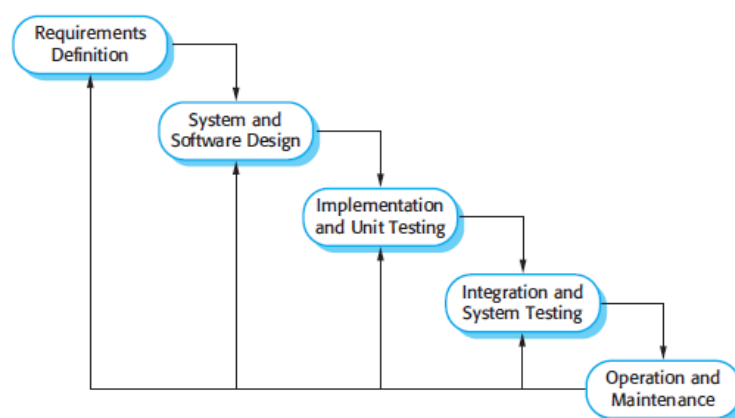 Requirements
Definition
System and
Software Design
Implementation
and Unit Testing
Integration and
System Testing
Operation and
Maintenance